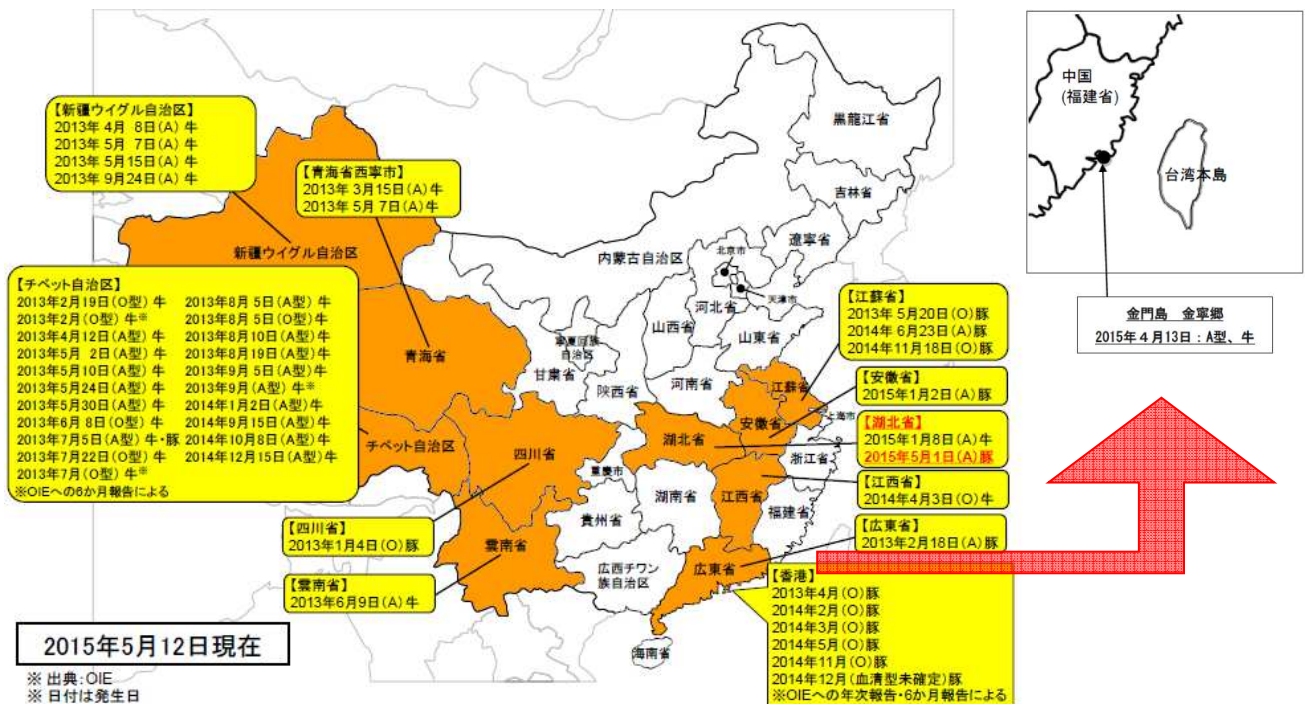 【新疆ウイグル自治区】
2013年 4月 8日(A) 牛
2013年 5月 7日(A) 牛
2013年 5月15日(A) 牛
2013年 9月24日(A) 牛
【青海省西寧市】
2013年 3月15日(A)牛
2013年 5月 7日(A)牛
【チベット自治区】
2013年2月19日(O型) 牛 2013年8月 5日(A型) 牛
2013年2月(O型) 牛※ 2013年8月 5日(O型) 牛
2013年4月12日(A型) 牛 2013年8月10日(A型) 牛
2013年5月 2日(A型) 牛 2013年8月19日(A型) 牛
2013年5月10日(A型) 牛 2013年9月 5日(A型) 牛
2013年5月24日(A型) 牛 2013年9月(A型) 牛※
2013年5月30日(A型) 牛 2014年1月2日(A型) 牛
2013年6月 8日(O型) 牛 2014年9月15日(A型) 牛
2013年7月5日(A型) 牛・豚 2014年10月8日(A型) 牛
2013年7月22日(O型) 牛 2014年12月15日(A型) 牛
2013年7月(O型) 牛※
※OIEへの6か月報告による
【四川省】
2013年1月4日(O)豚
【雲南省】
2013年6月9日(A)牛
【江蘇省】
2013年 5月20日(O)豚
2014年 6月23日(A)豚
2014年11月18日(O)豚
【安徽省】
2015年1月2日(A)豚
【湖北省】
2015年1月8日(A)牛
2015年5月1日(A)豚
【江西省】
2014年4月3日(O)牛
【広東省】
2013年2月18日(A)豚
【香港】
2013年4月(O)豚
2014年2月(O)豚
2014年3月(O)豚
2014年5月(O)豚
2014年11月(O)豚
2014年12月(血清型未確定)豚
※OIEへの年次報告・6か月報告による
黒龍江省
吉林省
遼寧省
内蒙古自治区
北京市
天津市
河北省
山西省
山東省
寧夏回族
自治区
甘粛省
陝西省
河南省
新疆ウイグル自治区
青海省
チベット自治区
四川省
重慶市
湖北省
安徽省
江蘇省
上海市
浙江省
江西省
湖南省
福建省
貴州省
雲南省
広西チワン
族自治区
広東省
海南省
2015年5月12日現在
※ 出典:OIE
※ 日付は発生日
中国
(福建省)
台湾本島
金門島 金寧郷
2015年4月13日:A型、牛